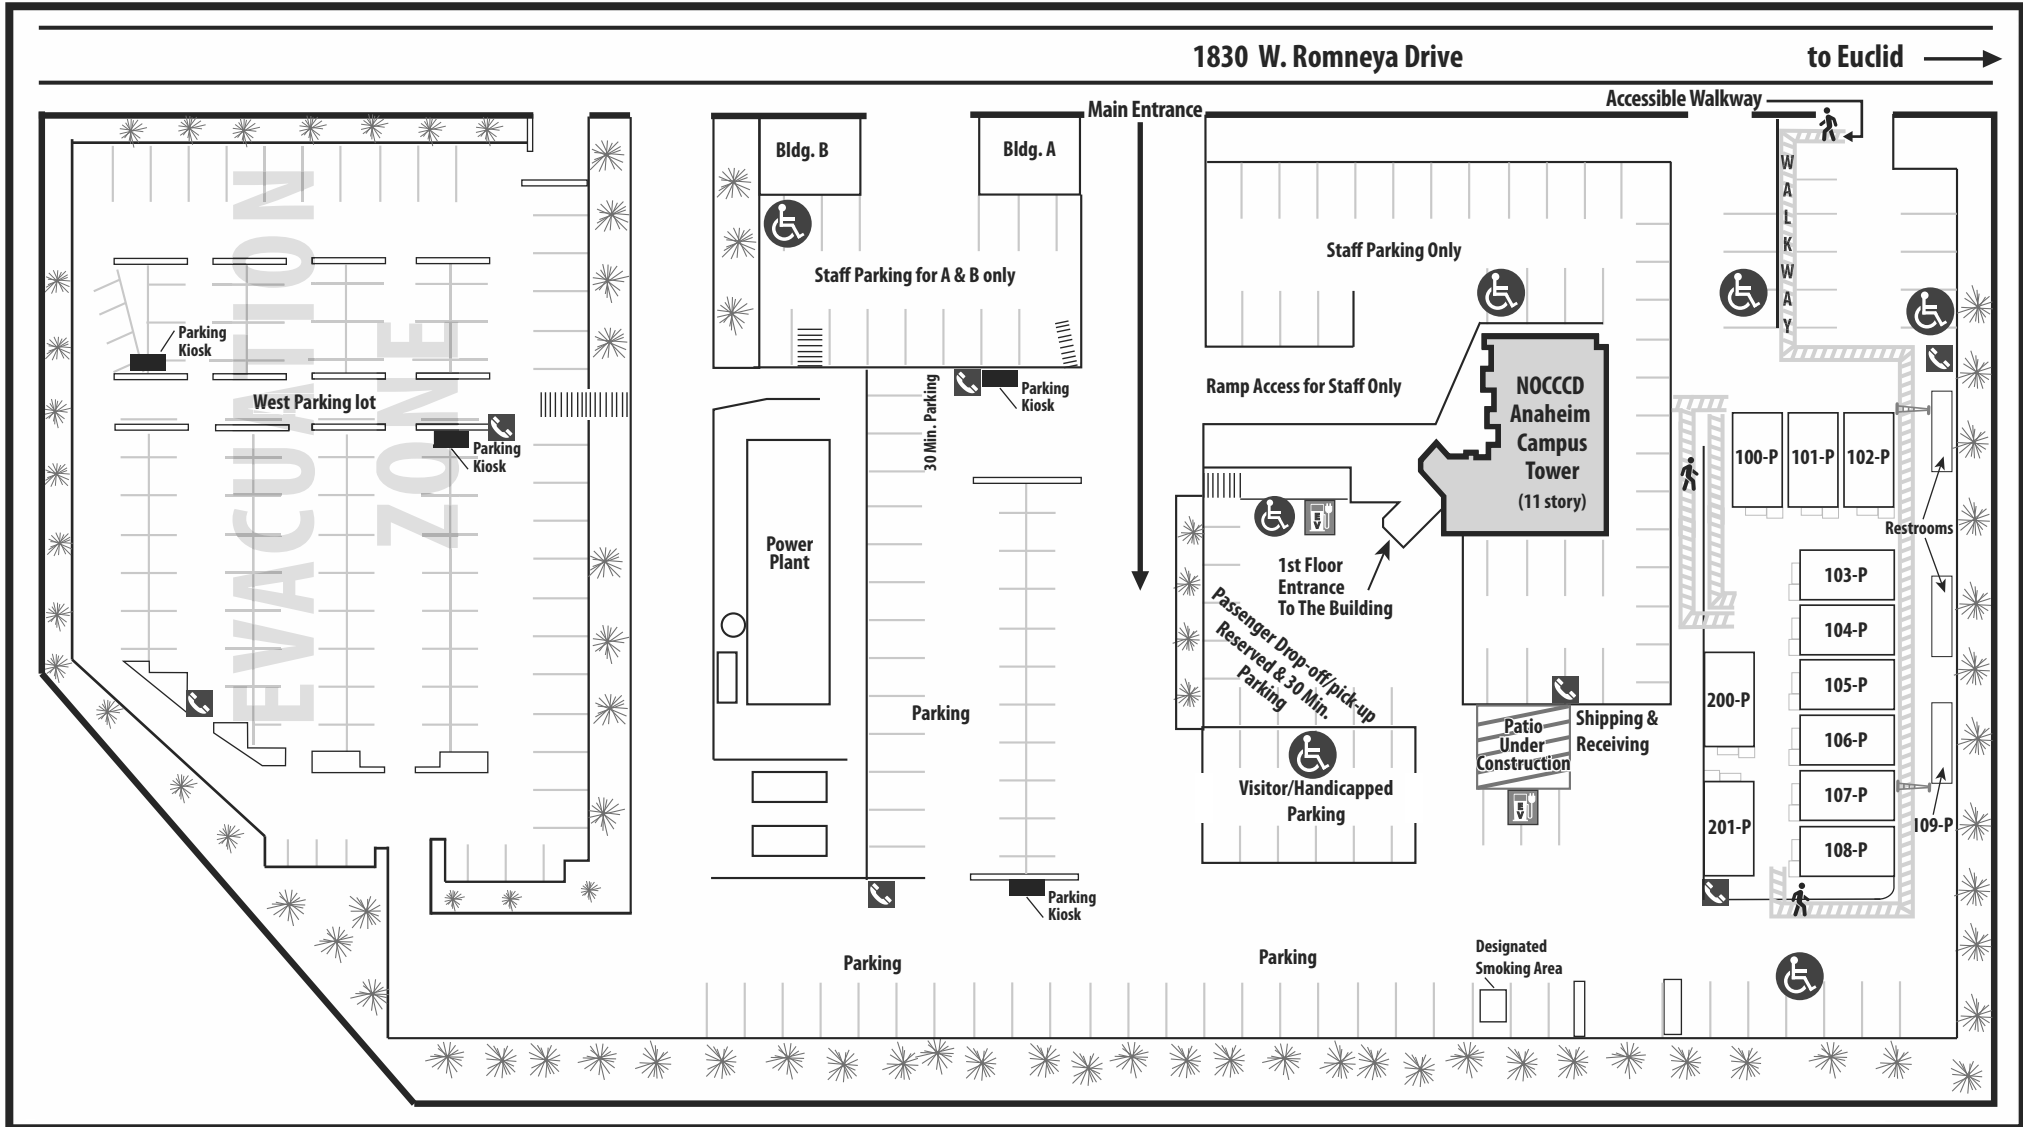 1830 W. Romneya Drive
to Euclid
Main Entrance
Accessible Walkway
WALKWAY
Bldg. B
Bldg. A
Staff Parking for A & B only
Staff Parking Only
EVACUATION
ZONE
Parking
Kiosk
West Parking lot
Parking
Kiosk
30 Min. Parking
Parking
Kiosk
Ramp Access for Staff Only
NOCCCD
Anaheim
Campus
Tower
(11 story)
100-P
101-P
102-P
Restrooms
Power
Plant
EV
1st Floor
Entrance
To The Building
Passenger Drop-off/pick-up
Reserved & 30 Min.
Parking
103-P
104-P
105-P
106-P
107-P
108-P
109-P
200-P
201-P
Parking
Patio
Under
Construction
Shipping &
Receiving
EV
Visitor/Handicapped
Parking
Parking
Kiosk
Parking
Parking
Designated
Smoking Area